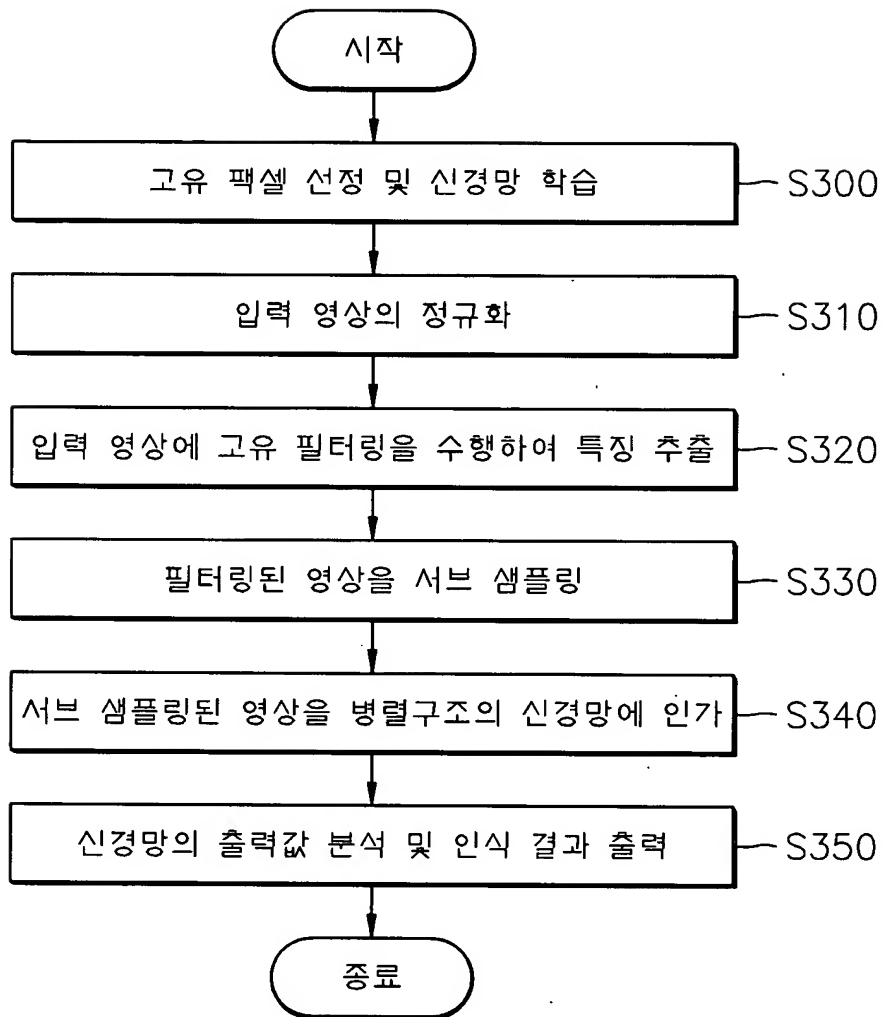 시작
고유 팩셀 선정 및 신경망 학습 S300
입력 영상의 정규화 S310
입력 영상에 고유 필터링을 수행하여 특징 추출 S320
필터링된 영상을 서브 샘플링 S330
서브 샘플링된 영상을 병렬구조의 신경망에 인가 S340
신경망의 출력값 분석 및 인식 결과 출력 S350
종료